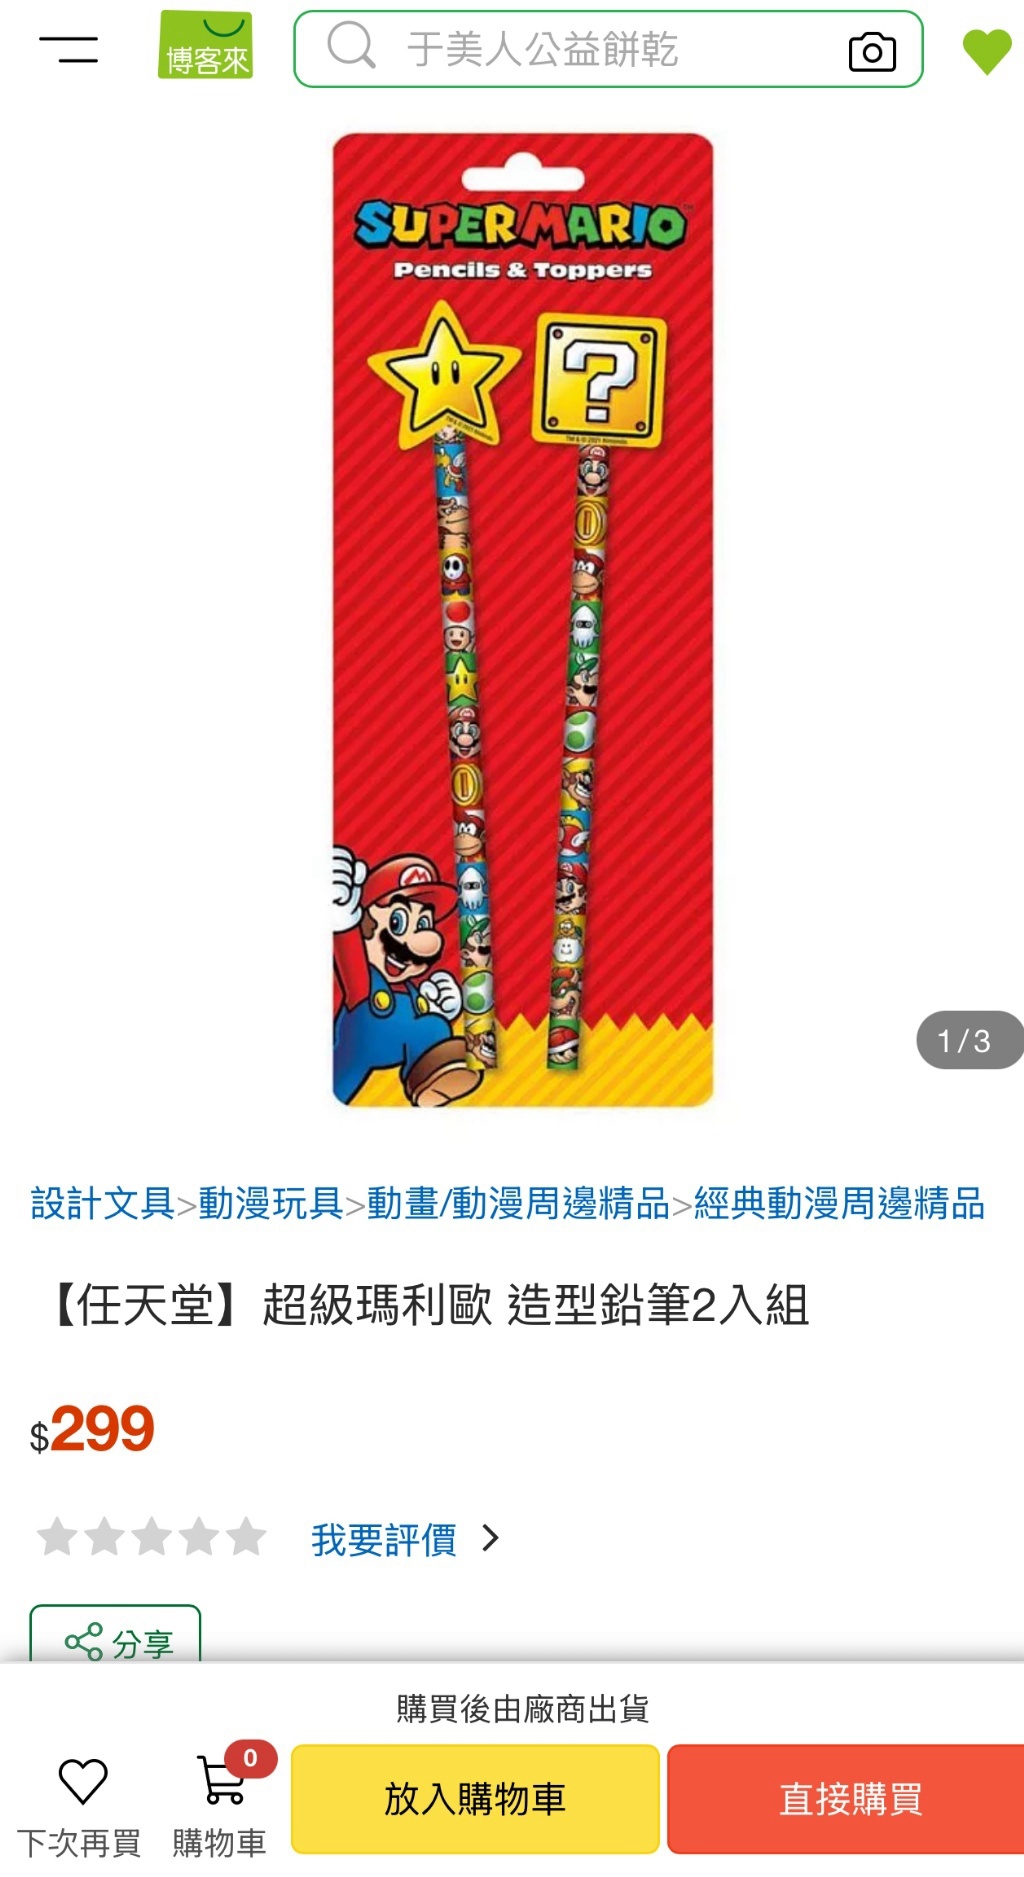 博客來
于美人公益餅乾
SUPER MARIO™
Pencils & Toppers
?
1/3
設計文具>動漫玩具>動畫/動漫周邊精品>經典動漫周邊精品
【任天堂】超級瑪利歐 造型鉛筆2入組
$299
我要評價 >
分享
購買後由廠商出貨
0
下次再買
購物車
放入購物車
直接購買